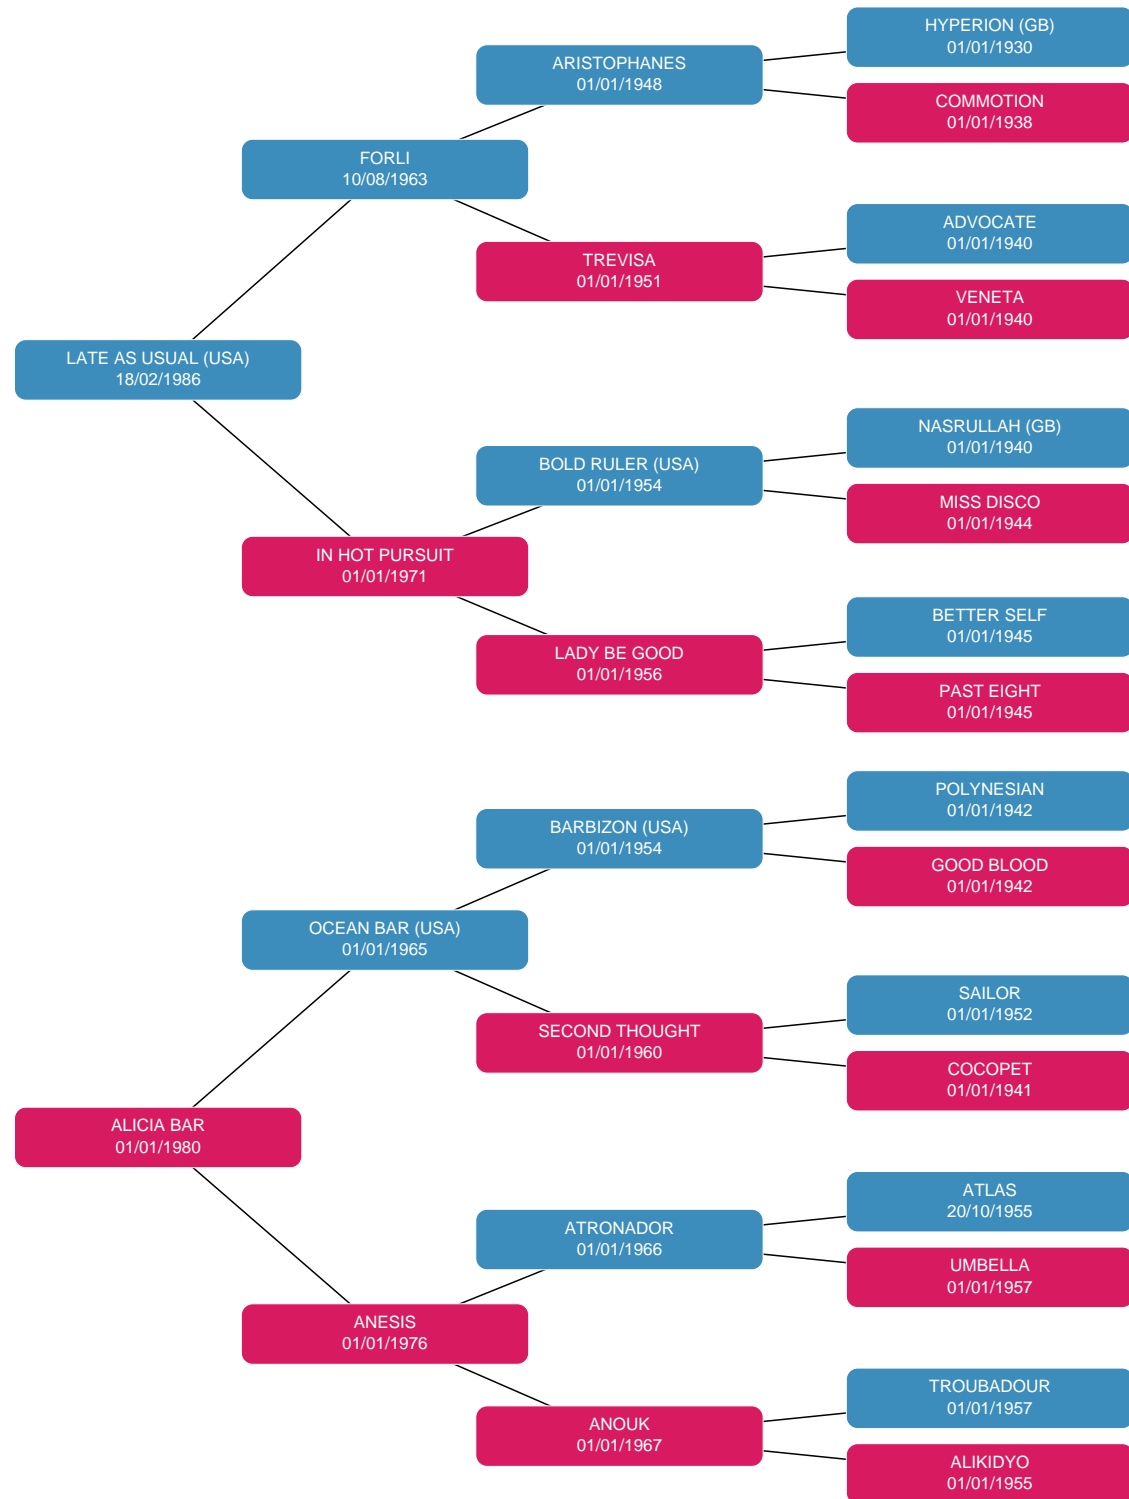 HYPERION (GB)
01/01/1930
ARISTOPHANES
01/01/1948
COMMOTION
01/01/1938
FORLI
10/08/1963
ADVOCATE
01/01/1940
TREVISA
01/01/1951
VENETA
01/01/1940
LATE AS USUAL (USA)
18/02/1986
NASRULLAH (GB)
01/01/1940
BOLD RULER (USA)
01/01/1954
MISS DISCO
01/01/1944
IN HOT PURSUIT
01/01/1971
BETTER SELF
01/01/1945
LADY BE GOOD
01/01/1956
PAST EIGHT
01/01/1945
POLYNESIAN
01/01/1942
BARBIZON (USA)
01/01/1954
GOOD BLOOD
01/01/1942
OCEAN BAR (USA)
01/01/1965
SAILOR
01/01/1952
SECOND THOUGHT
01/01/1960
COCOPET
01/01/1941
ALICIA BAR
01/01/1980
ATLAS
20/10/1955
ATRONADOR
01/01/1966
UMBELLA
01/01/1957
ANESIS
01/01/1976
TROUBADOUR
01/01/1957
ANOUK
01/01/1967
ALIKIDYO
01/01/1955